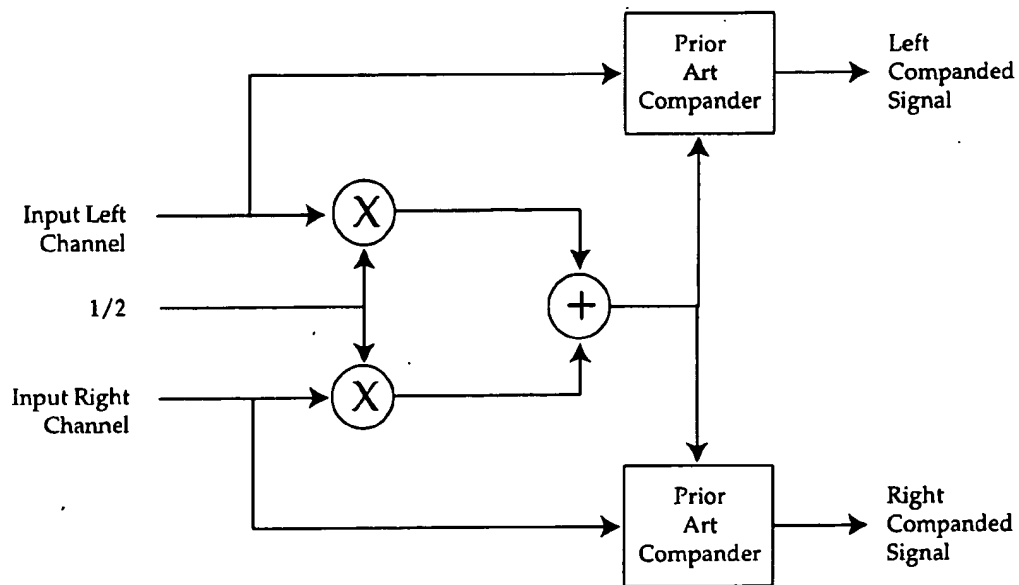 Prior
Art
Compander
Left
Companded
Signal
Input Left
Channel
X
1/2
+
Input Right
Channel
X
Prior
Art
Compander
Right
Companded
Signal